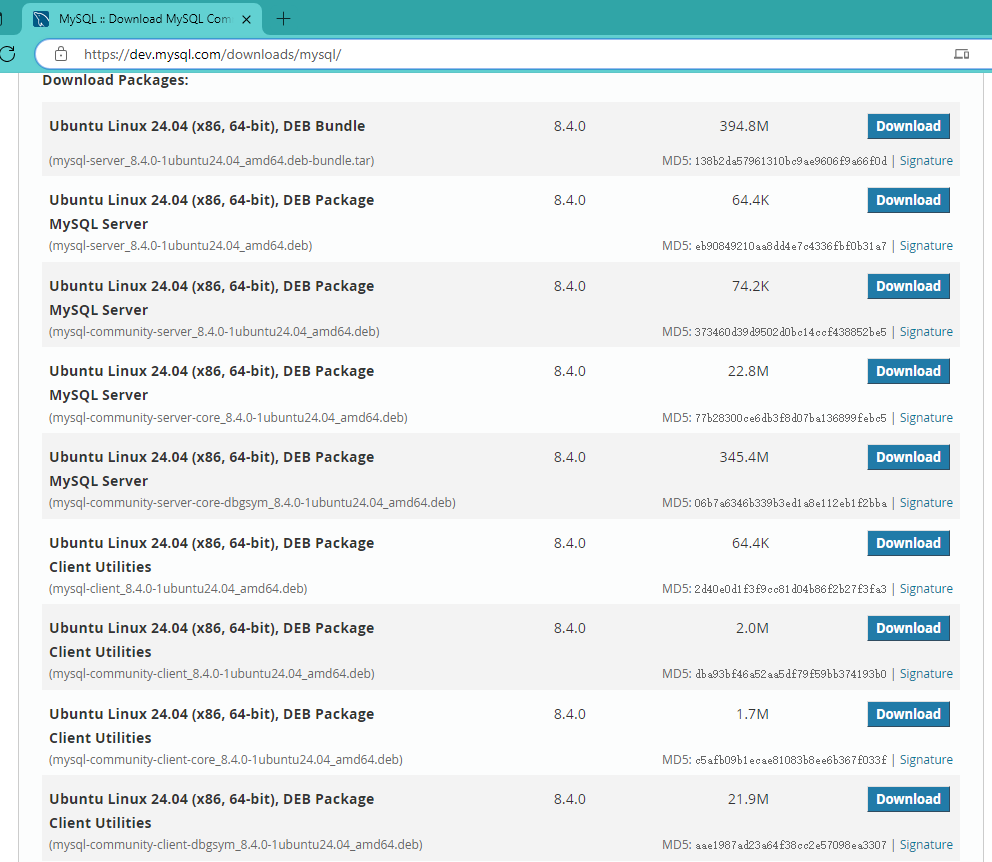 MySQL :: Download MySQL Com
https://dev.mysql.com/downloads/mysql/
Download Packages:
Ubuntu Linux 24.04 (x86, 64-bit), DEB Bundle 8.4.0 394.8M Download
(mysql-server_8.4.0-1ubuntu24.04_amd64.deb-bundle.tar) MD5: 138b2da57961310bc9ae9606f9a66f0d | Signature
Ubuntu Linux 24.04 (x86, 64-bit), DEB Package 8.4.0 64.4K Download
MySQL Server
(mysql-server_8.4.0-1ubuntu24.04_amd64.deb) MD5: eb90849210aa8dd4e7c4336fbf0b31a7 | Signature
Ubuntu Linux 24.04 (x86, 64-bit), DEB Package 8.4.0 74.2K Download
MySQL Server
(mysql-community-server_8.4.0-1ubuntu24.04_amd64.deb) MD5: 373460d39d9502d0bc14ccf438852be5 | Signature
Ubuntu Linux 24.04 (x86, 64-bit), DEB Package 8.4.0 22.8M Download
MySQL Server
(mysql-community-server-core_8.4.0-1ubuntu24.04_amd64.deb) MD5: 77b28300ce6db3f8d07ba136899febc5 | Signature
Ubuntu Linux 24.04 (x86, 64-bit), DEB Package 8.4.0 345.4M Download
MySQL Server
(mysql-community-server-core-dbgsym_8.4.0-1ubuntu24.04_amd64.deb) MD5: 06b7a6346b339b3ed1a8e112eb1f2bba | Signature
Ubuntu Linux 24.04 (x86, 64-bit), DEB Package 8.4.0 64.4K Download
Client Utilities
(mysql-client_8.4.0-1ubuntu24.04_amd64.deb) MD5: 2d40e0d1f3f9cc81d04b86f2b27f3fa3 | Signature
Ubuntu Linux 24.04 (x86, 64-bit), DEB Package 8.4.0 2.0M Download
Client Utilities
(mysql-community-client_8.4.0-1ubuntu24.04_amd64.deb) MD5: dba93bf46a52aa5df79f59bb374193b0 | Signature
Ubuntu Linux 24.04 (x86, 64-bit), DEB Package 8.4.0 1.7M Download
Client Utilities
(mysql-community-client-core_8.4.0-1ubuntu24.04_amd64.deb) MD5: c5afb09b1ecae81083b8ee6b367f033f | Signature
Ubuntu Linux 24.04 (x86, 64-bit), DEB Package 8.4.0 21.9M Download
Client Utilities
(mysql-community-client-dbgsym_8.4.0-1ubuntu24.04_amd64.deb) MD5: aae1987ad23a64f38cc2e57098ea3307 | Signature